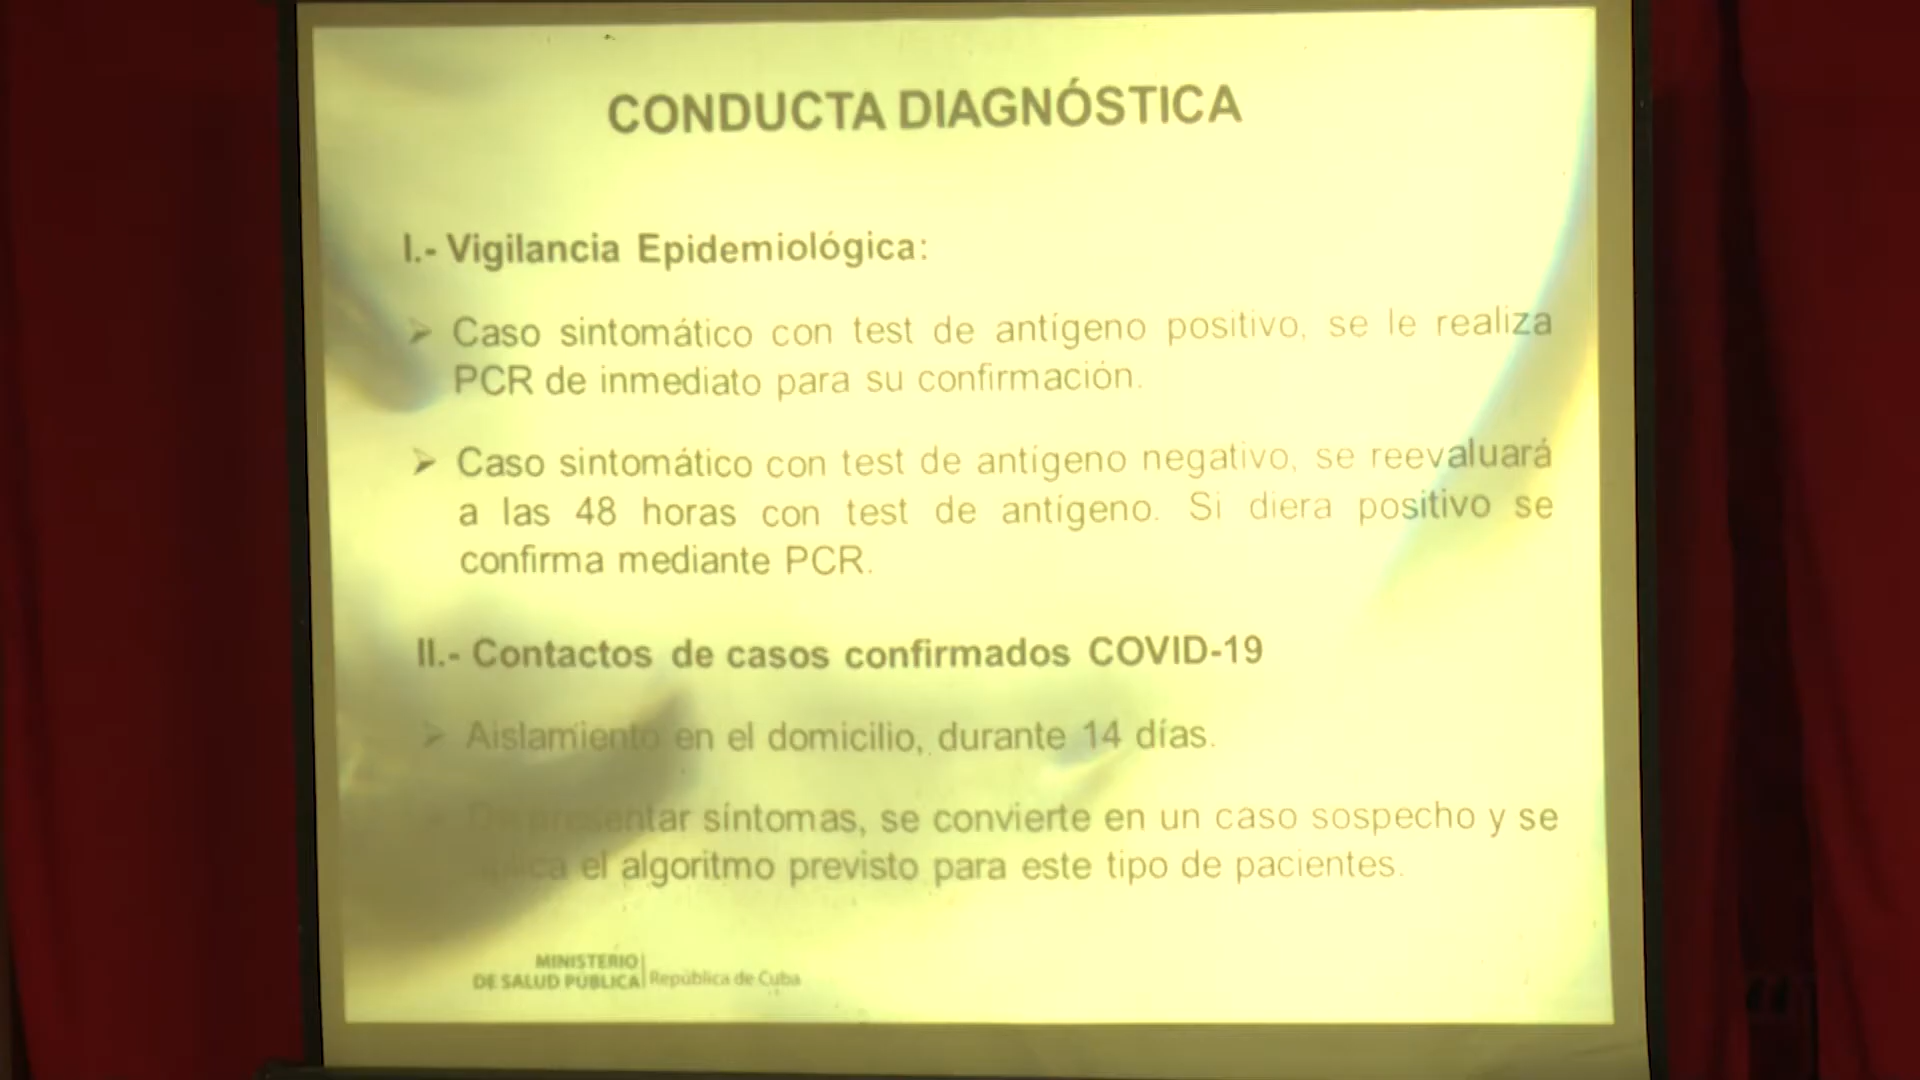 CONDUCTA DIAGNÓSTICA
I.- Vigilancia Epidemiológica:
➢ Caso sintomático con test de antígeno positivo, se le realiza
PCR de inmediato para su confirmación.
➢ Caso sintomático con test de antígeno negativo, se reevaluará
a las 48 horas con test de antígeno. Si diera positivo se
confirma mediante PCR.
II.- Contactos de casos confirmados COVID-19
➢ Aislamiento en el domicilio, durante 14 días.
➢ De presentar síntomas, se convierte en un caso sospecho y se
aplica el algoritmo previsto para este tipo de pacientes.
MINISTERIO
DE SALUD PÚBLICA República de Cuba